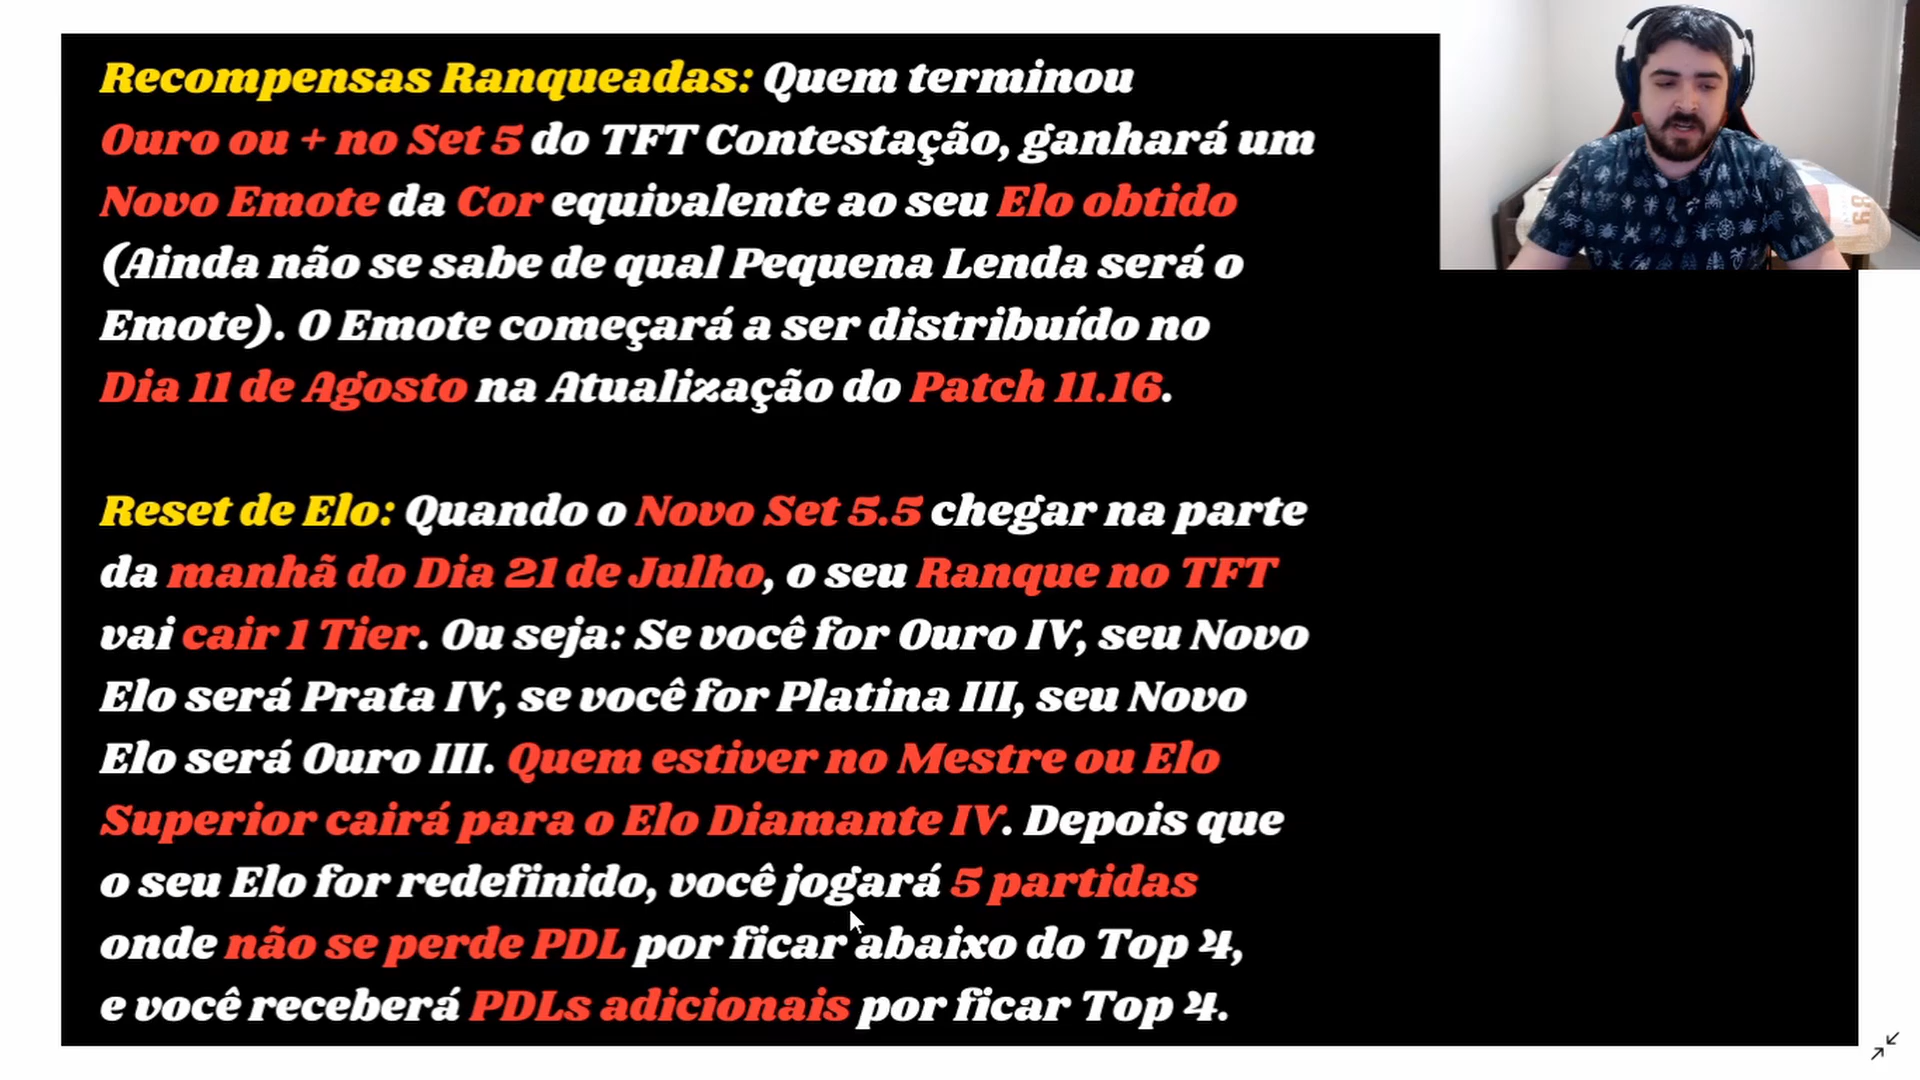 Recompensas Ranqueadas: Quem terminou
Ouro ou + no Set 5 do TFT Contestação, ganhará um
Novo Emote da Cor equivalente ao seu Elo obtido
(Ainda não se sabe de qual Pequena Lenda será o
Emote). O Emote começará a ser distribuído no
Dia 11 de Agosto na Atualização do Patch 11.16.
Reset de Elo: Quando o Novo Set 5.5 chegar na parte
da manhã do Dia 21 de Julho, o seu Ranque no TFT
vai cair 1 Tier. Ou seja: Se você for Ouro IV, seu Novo
Elo será Prata IV, se você for Platina III, seu Novo
Elo será Ouro III. Quem estiver no Mestre ou Elo
Superior cairá para o Elo Diamante IV. Depois que
o seu Elo for redefinido, você jogará 5 partidas
onde não se perde PDL por ficar abaixo do Top 4,
e você receberá PDLs adicionais por ficar Top 4.